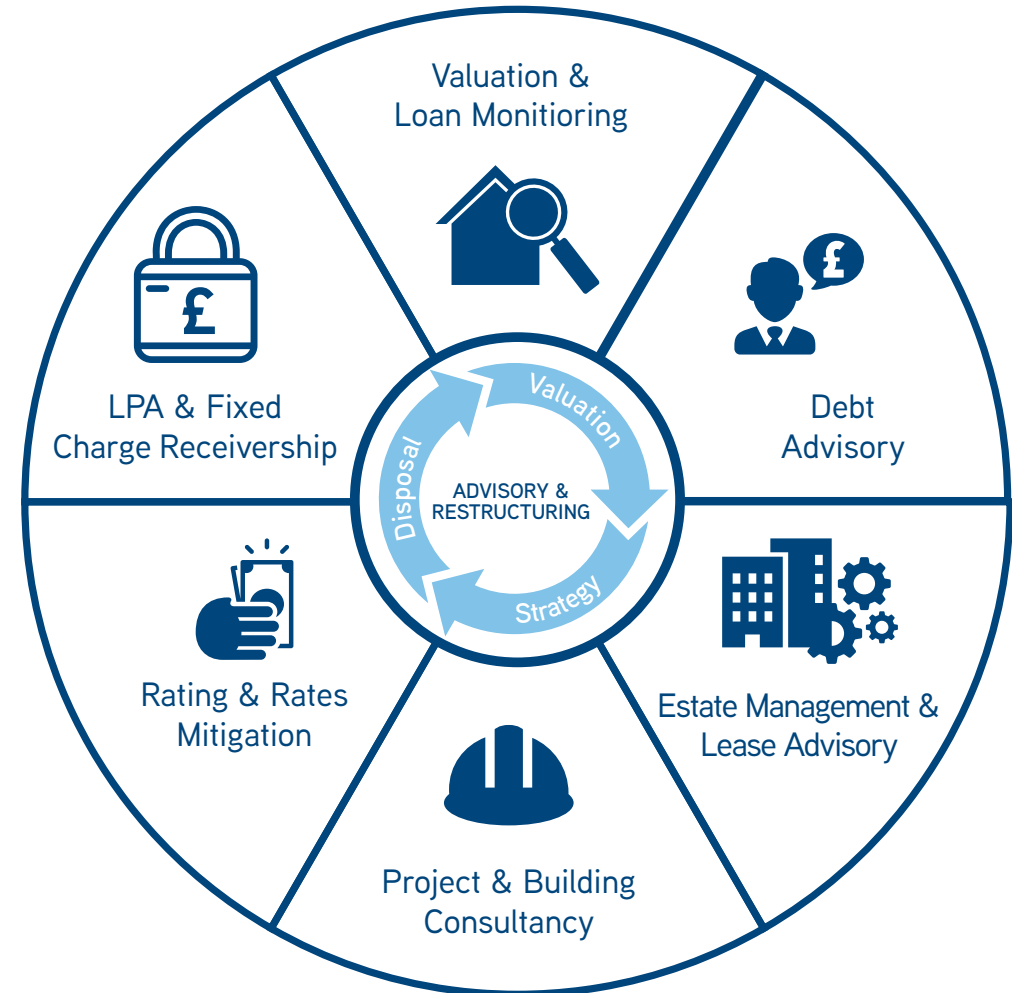 Valuation &
Loan Monitioring
£
Debt
Advisory
Estate Management &
Lease Advisory
Project & Building
Consultancy
Rating & Rates
Mitigation
£
LPA & Fixed
Charge Receivership
Valuation
Strategy
Disposal
ADVISORY &
RESTRUCTURING